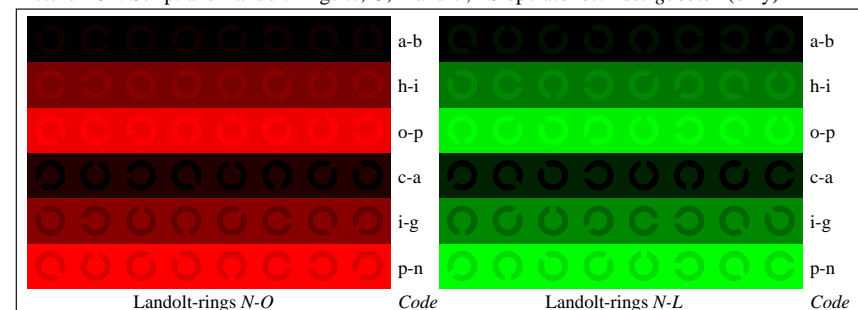 a-b a-b
h-i h-i
o-p o-p
c-a c-a
i-g i-g
p-n p-n
Landolt-rings N-O Code Landolt-rings N-L Code